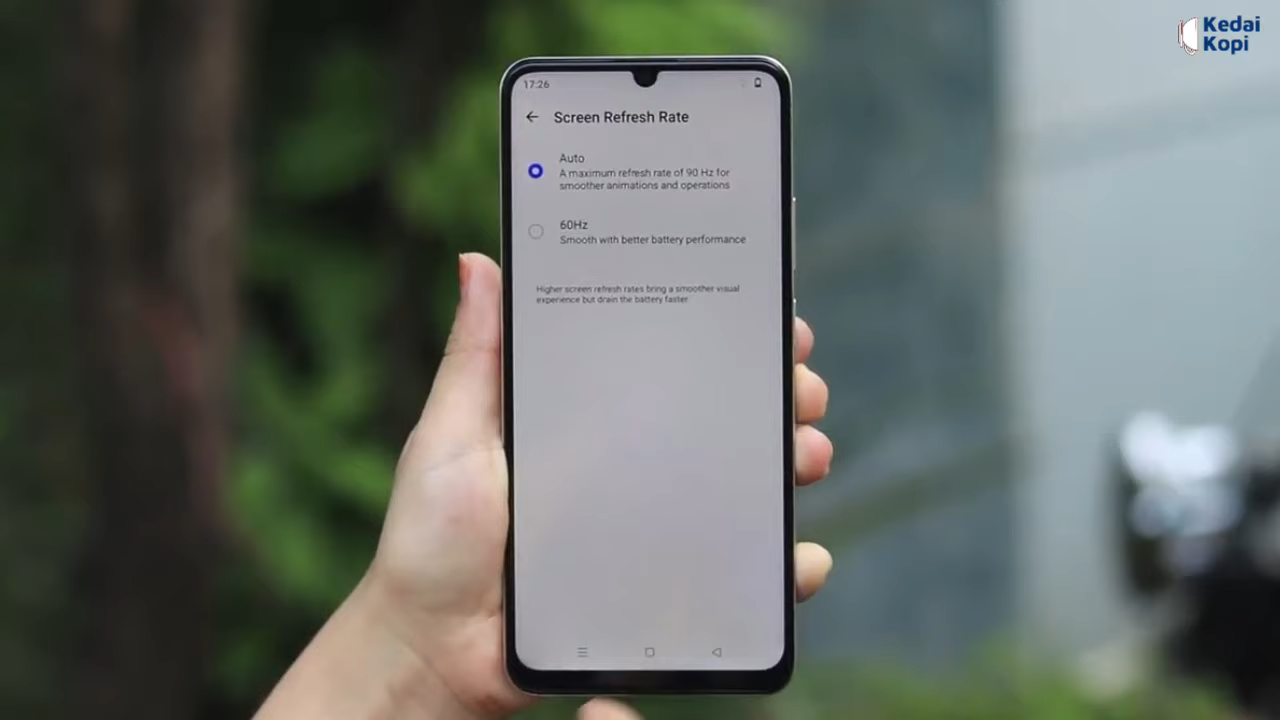 Kedai
Kopi
17:26
Screen Refresh Rate
Auto
A maximum refresh rate of 90 Hz for
smoother animations and operations
60Hz
Smooth with better battery performance
Higher screen refresh rates bring a smoother visual
experience but drain the battery faster